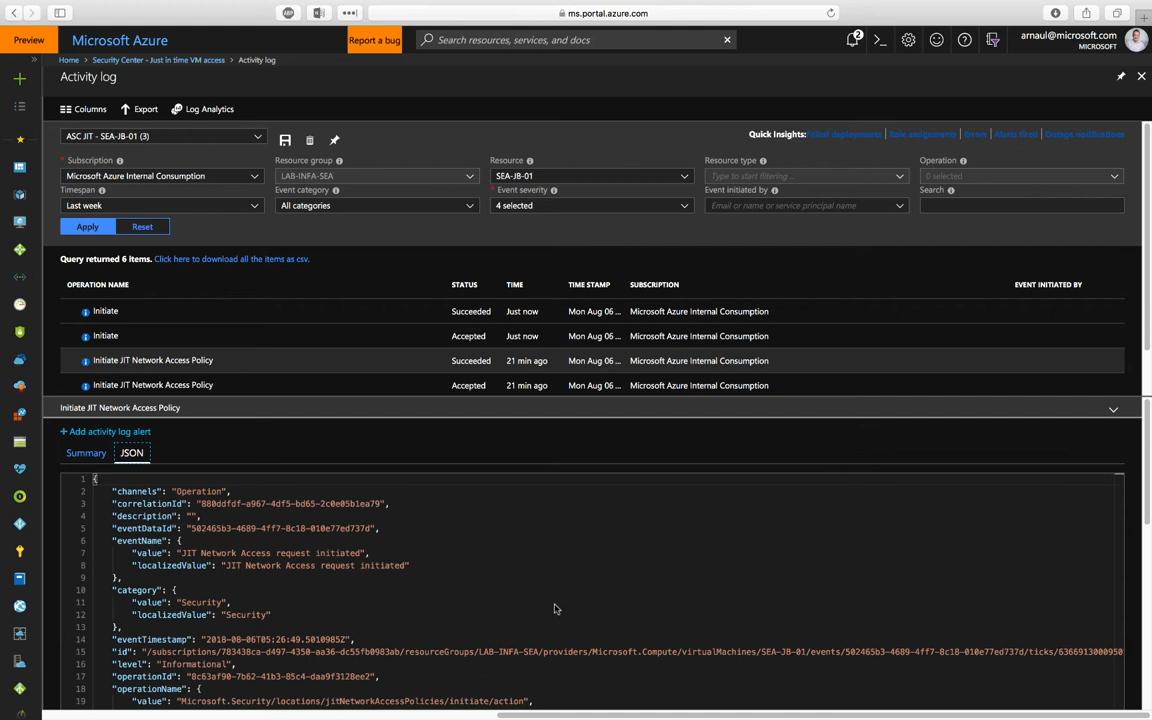 ms.portal.azure.com
Preview
Microsoft Azure
Report a bug
Search resources, services, and docs
2
arnaul@microsoft.com
MICROSOFT
Home > Security Center - Just in time VM access > Activity log
Activity log
Columns Export Log Analytics
ASC JIT - SEA-JB-01 (3)
Quick Insights: Failed deployments | Role assignments | Errors | Alerts fired | Outage notifications
* Subscription Resource group Resource Resource type Operation
Microsoft Azure Internal Consumption LAB-INFA-SEA SEA-JB-01 Type to start filtering ... 0 selected
Timespan Event category * Event severity Event initiated by Search
Last week All categories 4 selected Email or name or service principal name
Apply Reset
Query returned 6 items. Click here to download all the items as csv.
OPERATION NAME STATUS TIME TIME STAMP SUBSCRIPTION EVENT INITIATED BY
Initiate Succeeded Just now Mon Aug 06 ... Microsoft Azure Internal Consumption
Initiate Accepted Just now Mon Aug 06 ... Microsoft Azure Internal Consumption
Initiate JIT Network Access Policy Succeeded 21 min ago Mon Aug 06 ... Microsoft Azure Internal Consumption
Initiate JIT Network Access Policy Accepted 21 min ago Mon Aug 06 ... Microsoft Azure Internal Consumption
Initiate JIT Network Access Policy
+ Add activity log alert
Summary JSON
1 {
2 "channels": "Operation",
3 "correlationId": "880ddfdf-a967-4df5-bd65-2c0e05b1ea79",
4 "description": "",
5 "eventDataId": "502465b3-4689-4ff7-8c18-010e77ed737d",
6 "eventName": {
7 "value": "JIT Network Access request initiated",
8 "localizedValue": "JIT Network Access request initiated"
9 },
10 "category": {
11 "value": "Security",
12 "localizedValue": "Security"
13 },
14 "eventTimestamp": "2018-08-06T05:26:49.5010985Z",
15 "id": "/subscriptions/783438ca-d497-4350-aa36-dc55fb0983ab/resourceGroups/LAB-INFA-SEA/providers/Microsoft.Compute/virtualMachines/SEA-JB-01/events/502465b3-4689-4ff7-8c18-010e77ed737d/ticks/6366913000950
16 "level": "Informational",
17 "operationId": "8c63af90-7b62-41b3-85c4-daa9f3128ee2",
18 "operationName": {
19 "value": "Microsoft.Security/locations/jitNetworkAccessPolicies/initiate/action",